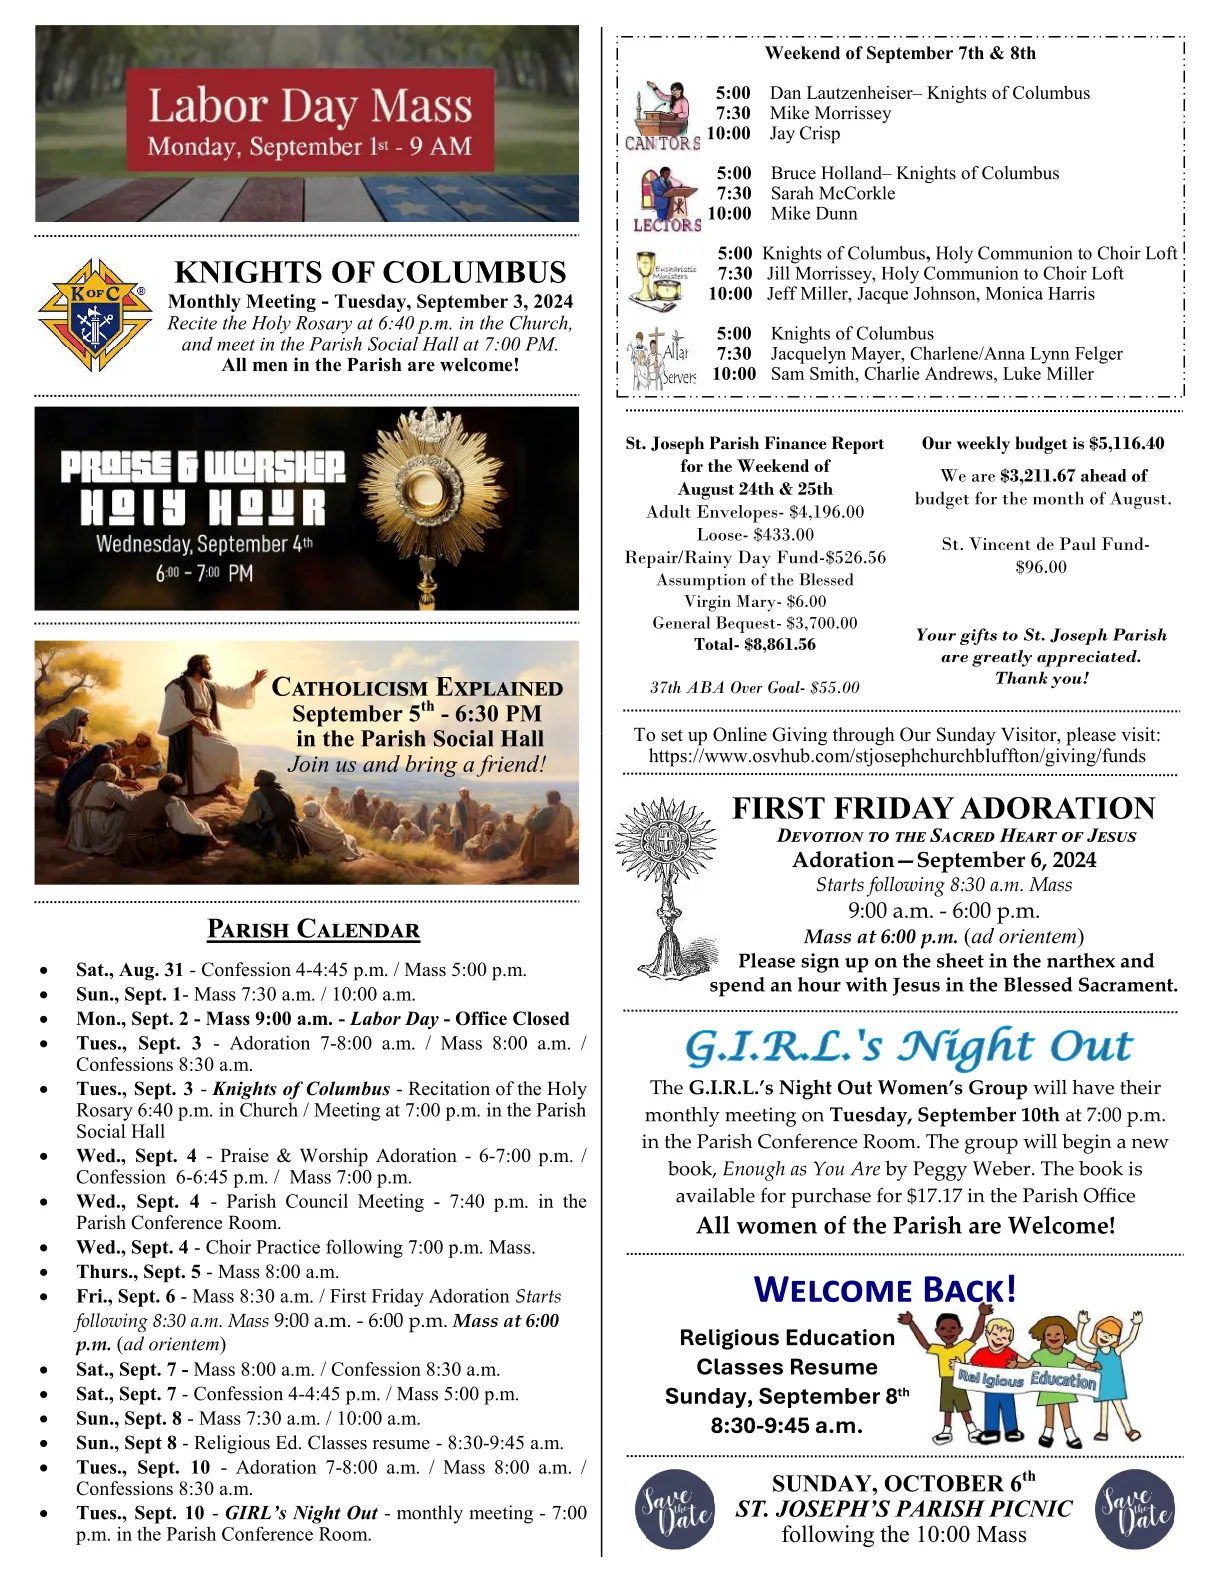 Labor Day Mass
Monday, September 1st - 9 AM
KNIGHTS OF COLUMBUS
K OF C ®
Monthly Meeting - Tuesday, September 3, 2024
Recite the Holy Rosary at 6:40 p.m. in the Church,
and meet in the Parish Social Hall at 7:00 PM.
All men in the Parish are welcome!
PRAISE & WORSHIP
HOLY HOUR
Wednesday, September 4th
6:00 - 7:00 PM
CATHOLICISM EXPLAINED
September 5th - 6:30 PM
in the Parish Social Hall
Join us and bring a friend!
PARISH CALENDAR
• Sat., Aug. 31 - Confession 4-4:45 p.m. / Mass 5:00 p.m.
• Sun., Sept. 1- Mass 7:30 a.m. / 10:00 a.m.
• Mon., Sept. 2 - Mass 9:00 a.m. - Labor Day - Office Closed
• Tues., Sept. 3 - Adoration 7-8:00 a.m. / Mass 8:00 a.m. /
Confessions 8:30 a.m.
• Tues., Sept. 3 - Knights of Columbus - Recitation of the Holy
Rosary 6:40 p.m. in Church / Meeting at 7:00 p.m. in the Parish
Social Hall
• Wed., Sept. 4 - Praise & Worship Adoration - 6-7:00 p.m. /
Confession 6-6:45 p.m. / Mass 7:00 p.m.
• Wed., Sept. 4 - Parish Council Meeting - 7:40 p.m. in the
Parish Conference Room.
• Wed., Sept. 4 - Choir Practice following 7:00 p.m. Mass.
• Thurs., Sept. 5 - Mass 8:00 a.m.
• Fri., Sept. 6 - Mass 8:30 a.m. / First Friday Adoration Starts
following 8:30 a.m. Mass 9:00 a.m. - 6:00 p.m. Mass at 6:00
p.m. (ad orientem)
• Sat., Sept. 7 - Mass 8:00 a.m. / Confession 8:30 a.m.
• Sat., Sept. 7 - Confession 4-4:45 p.m. / Mass 5:00 p.m.
• Sun., Sept. 8 - Mass 7:30 a.m. / 10:00 a.m.
• Sun., Sept 8 - Religious Ed. Classes resume - 8:30-9:45 a.m.
• Tues., Sept. 10 - Adoration 7-8:00 a.m. / Mass 8:00 a.m. /
Confessions 8:30 a.m.
• Tues., Sept. 10 - GIRL's Night Out - monthly meeting - 7:00
p.m. in the Parish Conference Room.
Weekend of September 7th & 8th
CANTORS
5:00 Dan Lautzenheiser– Knights of Columbus
7:30 Mike Morrissey
10:00 Jay Crisp
LECTORS
5:00 Bruce Holland– Knights of Columbus
7:30 Sarah McCorkle
10:00 Mike Dunn
Eucharistic
Ministers
5:00 Knights of Columbus, Holy Communion to Choir Loft
7:30 Jill Morrissey, Holy Communion to Choir Loft
10:00 Jeff Miller, Jacque Johnson, Monica Harris
Altar
Servers
5:00 Knights of Columbus
7:30 Jacquelyn Mayer, Charlene/Anna Lynn Felger
10:00 Sam Smith, Charlie Andrews, Luke Miller
St. Joseph Parish Finance Report
for the Weekend of
August 24th & 25th
Adult Envelopes- $4,196.00
Loose- $433.00
Repair/Rainy Day Fund-$526.56
Assumption of the Blessed
Virgin Mary- $6.00
General Bequest- $3,700.00
Total- $8,861.56
37th ABA Over Goal- $55.00
Our weekly budget is $5,116.40
We are $3,211.67 ahead of
budget for the month of August.
St. Vincent de Paul Fund-
$96.00
Your gifts to St. Joseph Parish
are greatly appreciated.
Thank you!
To set up Online Giving through Our Sunday Visitor, please visit:
https://www.osvhub.com/stjosephchurchbluffton/giving/funds
FIRST FRIDAY ADORATION
DEVOTION TO THE SACRED HEART OF JESUS
Adoration—September 6, 2024
Starts following 8:30 a.m. Mass
9:00 a.m. - 6:00 p.m.
Mass at 6:00 p.m. (ad orientem)
Please sign up on the sheet in the narthex and
spend an hour with Jesus in the Blessed Sacrament.
G.I.R.L.'s Night Out
The G.I.R.L.'s Night Out Women's Group will have their
monthly meeting on Tuesday, September 10th at 7:00 p.m.
in the Parish Conference Room. The group will begin a new
book, Enough as You Are by Peggy Weber. The book is
available for purchase for $17.17 in the Parish Office
All women of the Parish are Welcome!
WELCOME BACK!
Religious Education
Classes Resume
Sunday, September 8th
8:30-9:45 a.m.
Religious Education
SUNDAY, OCTOBER 6th
ST. JOSEPH'S PARISH PICNIC
following the 10:00 Mass
Save the Date
Save the Date